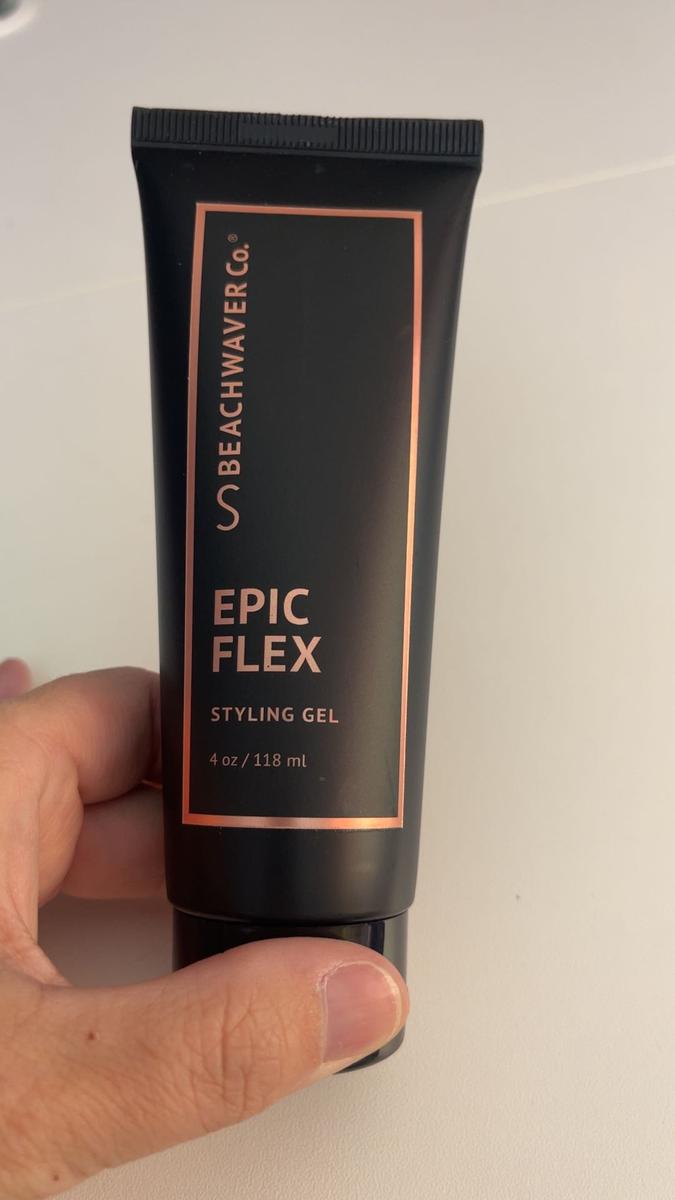 BEACHWAVER Co.®
EPIC
FLEX
STYLING GEL
4 oz / 118 ml